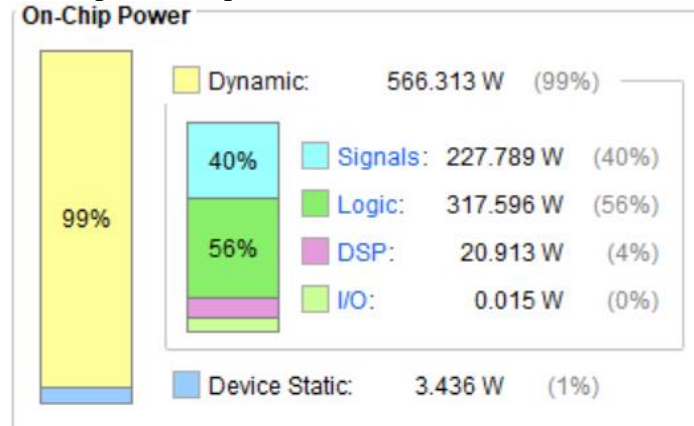 On-Chip Power
Dynamic: 566.313 W (99%)
40% Signals: 227.789 W (40%)
Logic: 317.596 W (56%)
99%
56% DSP: 20.913 W (4%)
I/O: 0.015 W (0%)
Device Static: 3.436 W (1%)